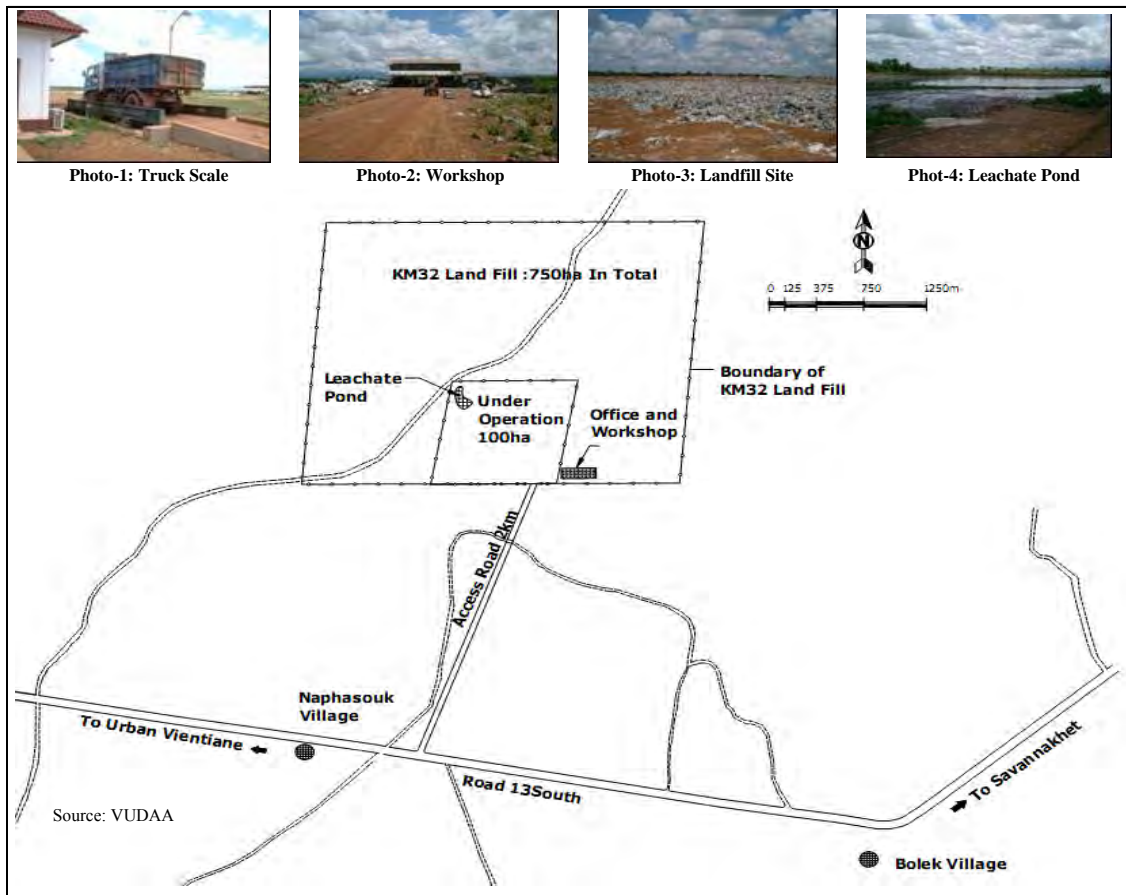 Photo-1: Truck Scale
Photo-2: Workshop
Photo-3: Landfill Site
Phot-4: Leachate Pond
KM32 Land Fill :750ha In Total
N
0 125 375 750 1250m
Leachate
Pond
Under
Operation
100ha
Office and
Workshop
Boundary of
KM32 Land Fill
Access Road 2km
Naphasouk
Village
To Urban Vientiane
Road 13South
To Savannakhet
Source: VUDAA
Bolek Village